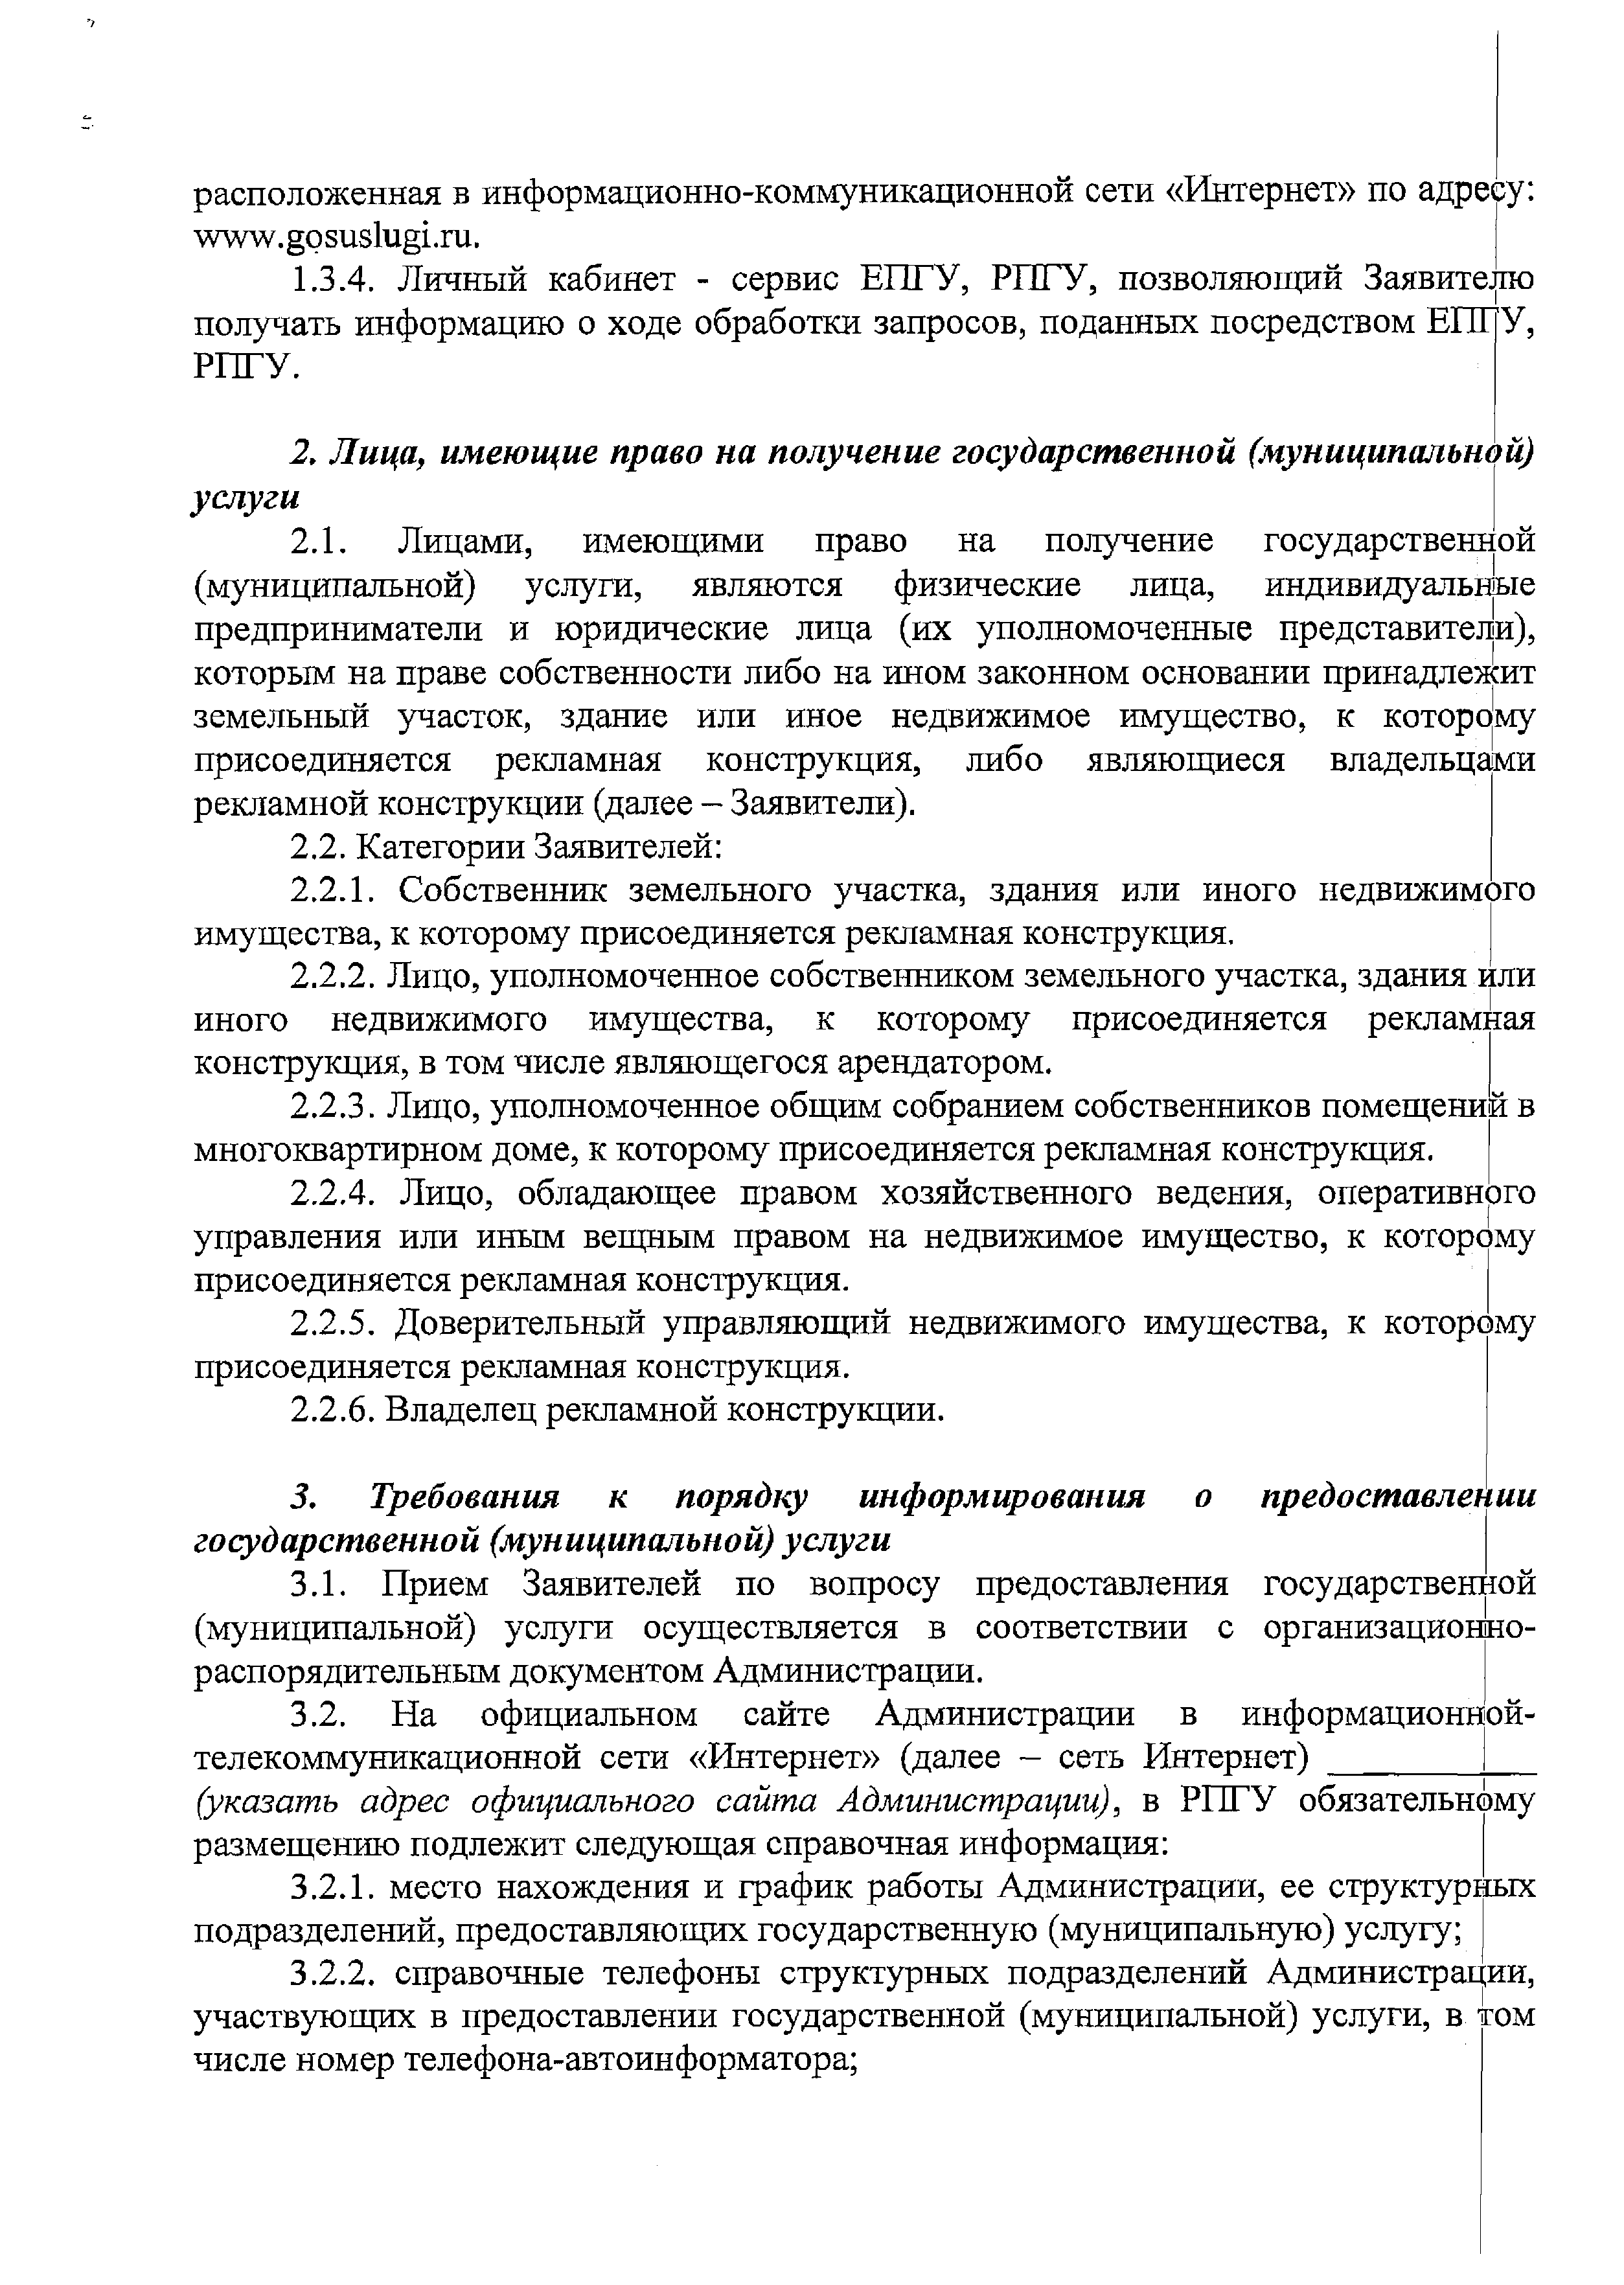 расположенная в информационно-коммуникационной сети «Интернет» по адресу:
www.gosuslugi.ru.
1.3.4. Личный кабинет - сервис ЕПГУ, РПГУ, позволяющий Заявителю
получать информацию о ходе обработки запросов, поданных посредством ЕПГУ,
РПГУ.
2. Лица, имеющие право на получение государственной (муниципальной)
услуги
2.1. Лицами, имеющими право на получение государственной
(муниципальной) услуги, являются физические лица, индивидуальные
предприниматели и юридические лица (их уполномоченные представители),
которым на праве собственности либо на ином законном основании принадлежит
земельный участок, здание или иное недвижимое имущество, к которому
присоединяется рекламная конструкция, либо являющиеся владельцами
рекламной конструкции (далее – Заявители).
2.2. Категории Заявителей:
2.2.1. Собственник земельного участка, здания или иного недвижимого
имущества, к которому присоединяется рекламная конструкция.
2.2.2. Лицо, уполномоченное собственником земельного участка, здания или
иного недвижимого имущества, к которому присоединяется рекламная
конструкция, в том числе являющегося арендатором.
2.2.3. Лицо, уполномоченное общим собранием собственников помещений в
многоквартирном доме, к которому присоединяется рекламная конструкция.
2.2.4. Лицо, обладающее правом хозяйственного ведения, оперативного
управления или иным вещным правом на недвижимое имущество, к которому
присоединяется рекламная конструкция.
2.2.5. Доверительный управляющий недвижимого имущества, к которому
присоединяется рекламная конструкция.
2.2.6. Владелец рекламной конструкции.
3. Требования к порядку информирования о предоставлении
государственной (муниципальной) услуги
3.1. Прием Заявителей по вопросу предоставления государственной
(муниципальной) услуги осуществляется в соответствии с организационно-
распорядительным документом Администрации.
3.2. На официальном сайте Администрации в информационной-
телекоммуникационной сети «Интернет» (далее – сеть Интернет) ___________
(указать адрес официального сайта Администрации), в РПГУ обязательному
размещению подлежит следующая справочная информация:
3.2.1. место нахождения и график работы Администрации, ее структурных
подразделений, предоставляющих государственную (муниципальную) услугу;
3.2.2. справочные телефоны структурных подразделений Администрации,
участвующих в предоставлении государственной (муниципальной) услуги, в том
числе номер телефона-автоинформатора;